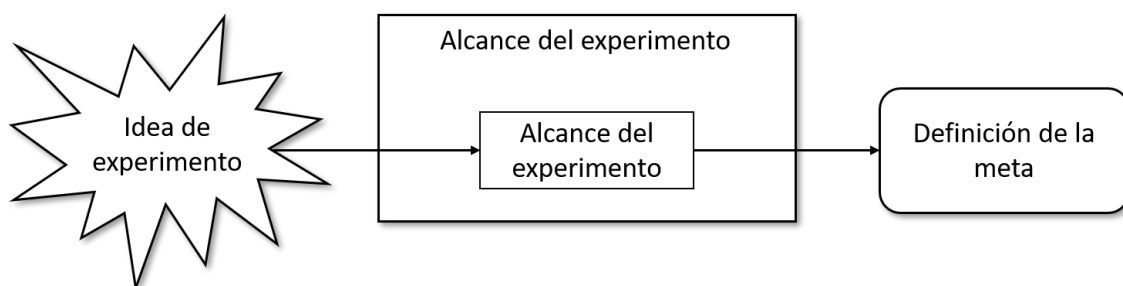 Alcance del experimento
Idea de
experimento
Alcance del
experimento
Definición de la
meta